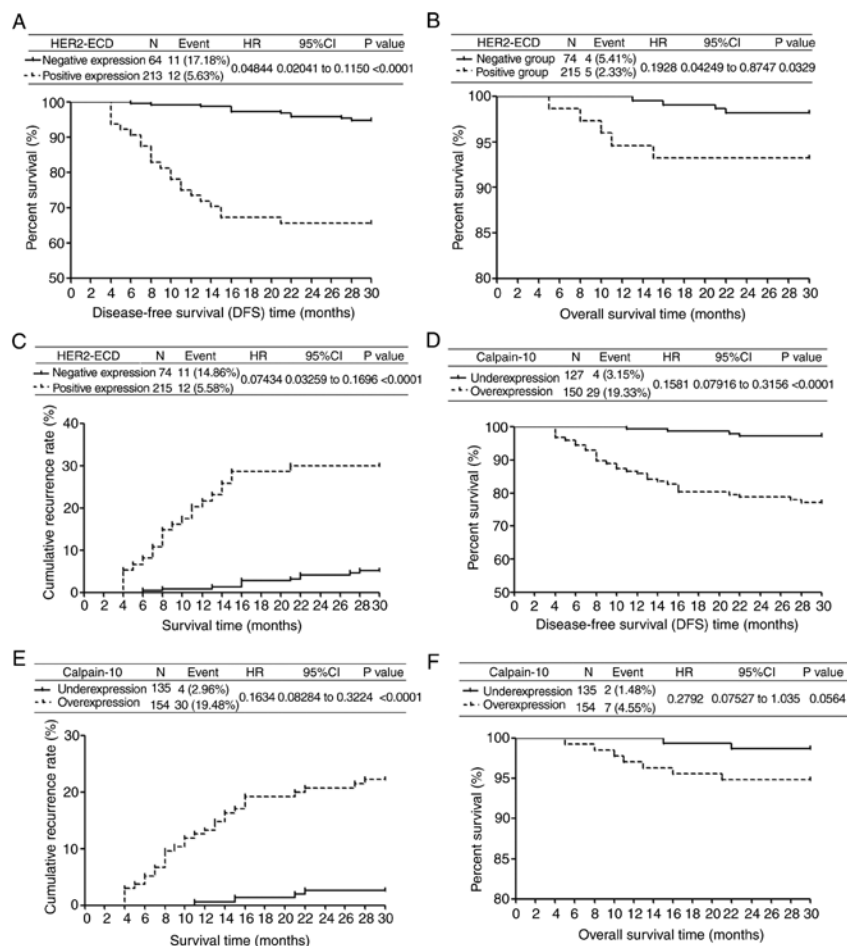 A
HER2-ECD N Event HR 95%CI P value
Negative expression 64 11 (17.18%)
0.04844 0.02041 to 0.1150 <0.0001
Positive expression 213 12 (5.63%)
100
90
80
70
60
50
Percent survival (%)
0 2 4 6 8 10 12 14 16 18 20 22 24 26 28 30
Disease-free survival (DFS) time (months)
B
HER2-ECD N Event HR 95%CI P value
Negative group 74 4 (5.41%)
0.1928 0.04249 to 0.8747 0.0329
Positive group 215 5 (2.33%)
100
95
90
85
80
Percent survival (%)
0 2 4 6 8 10 12 14 16 18 20 22 24 26 28 30
Overall survival time (months)
C
HER2-ECD N Event HR 95%CI P value
Negative expression 74 11 (14.86%)
0.07434 0.03259 to 0.1696 <0.0001
Positive expression 215 12 (5.58%)
40
30
20
10
0
Cumulative recurrence rate (%)
0 2 4 6 8 10 12 14 16 18 20 22 24 26 28 30
Survival time (months)
D
Calpain-10 N Event HR 95%CI P value
Underexpression 127 4 (3.15%)
0.1581 0.07916 to 0.3156 <0.0001
Overexpression 150 29 (19.33%)
100
90
80
70
60
50
Percent survival (%)
0 2 4 6 8 10 12 14 16 18 20 22 24 26 28 30
Disease-free survival (DFS) time (months)
E
Calpain-10 N Event HR 95%CI P value
Underexpression 135 4 (2.96%)
0.1634 0.08284 to 0.3224 <0.0001
Overexpression 154 30 (19.48%)
30
20
10
0
Cumulative recurrence rate (%)
0 2 4 6 8 10 12 14 16 18 20 22 24 26 28 30
Survival time (months)
F
Calpain-10 N Event HR 95%CI P value
Underexpression 135 2 (1.48%)
0.2792 0.07527 to 1.035 0.0564
Overexpression 154 7 (4.55%)
100
95
90
85
80
Percent survival (%)
0 2 4 6 8 10 12 14 16 18 20 22 24 26 28 30
Overall survival time (months)